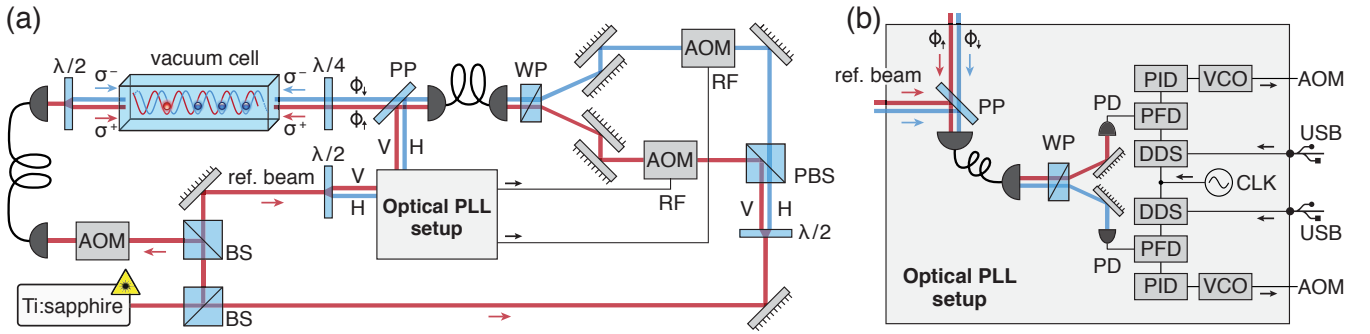 (a)
λ/2
σ⁻
σ⁺
vacuum cell
σ⁻
σ⁺
λ/4
Φ↓
Φ↑
PP
V
H
WP
AOM
RF
AOM
RF
PBS
V
H
λ/2
ref. beam
λ/2
V
H
Optical PLL
setup
AOM
BS
Ti:sapphire
BS
(b)
Φ↑
Φ↓
ref. beam
PP
WP
PD
PD
PID
VCO
AOM
PFD
DDS
USB
CLK
DDS
USB
PFD
PID
VCO
AOM
Optical PLL
setup